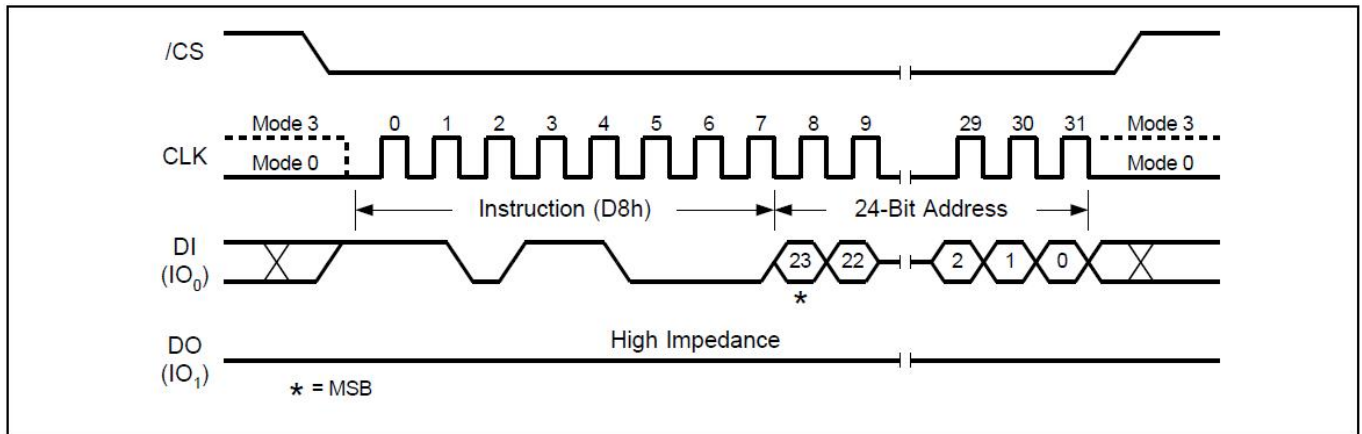 /CS
Mode 3 0 1 2 3 4 5 6 7 8 9 29 30 31 Mode 3
CLK
Mode 0 Mode 0
Instruction (D8h) 24-Bit Address
DI
(IO₀)
23 22 2 1 0
*
High Impedance
DO
(IO₁)
* = MSB